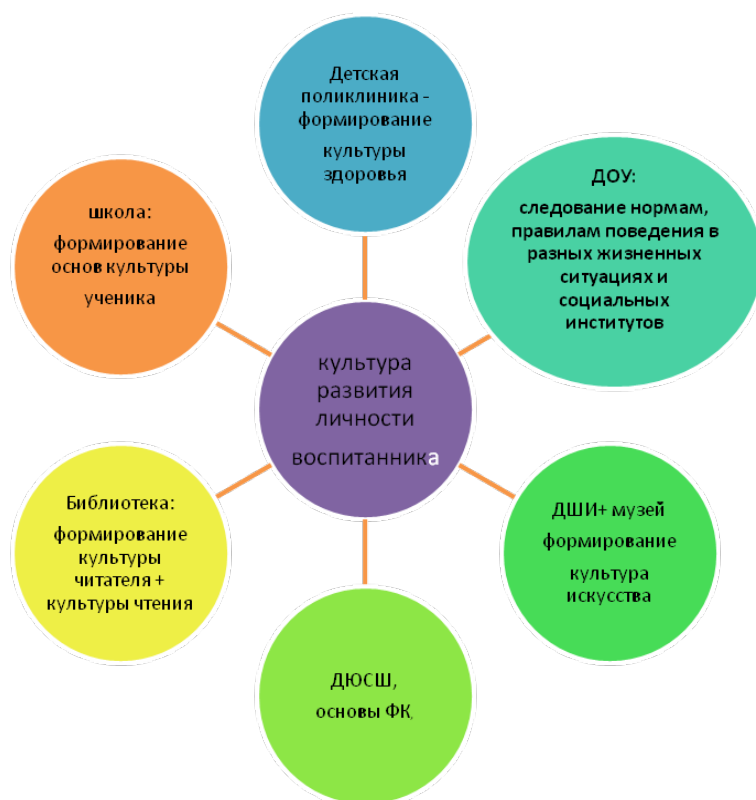 Детская
поликлиника -
формирование
культуры
здоровья
ДОУ:
следование нормам,
правилам поведения в
разных жизненных
ситуациях и
социальных
институтов
школа:
формирование
основ культуры
ученика
культура
развития
личности
воспитанника
Библиотека:
формирование
культуры
читателя +
культуры чтения
ДШИ+ музей
формирование
культура
искусства
ДЮСШ,
основы ФК,